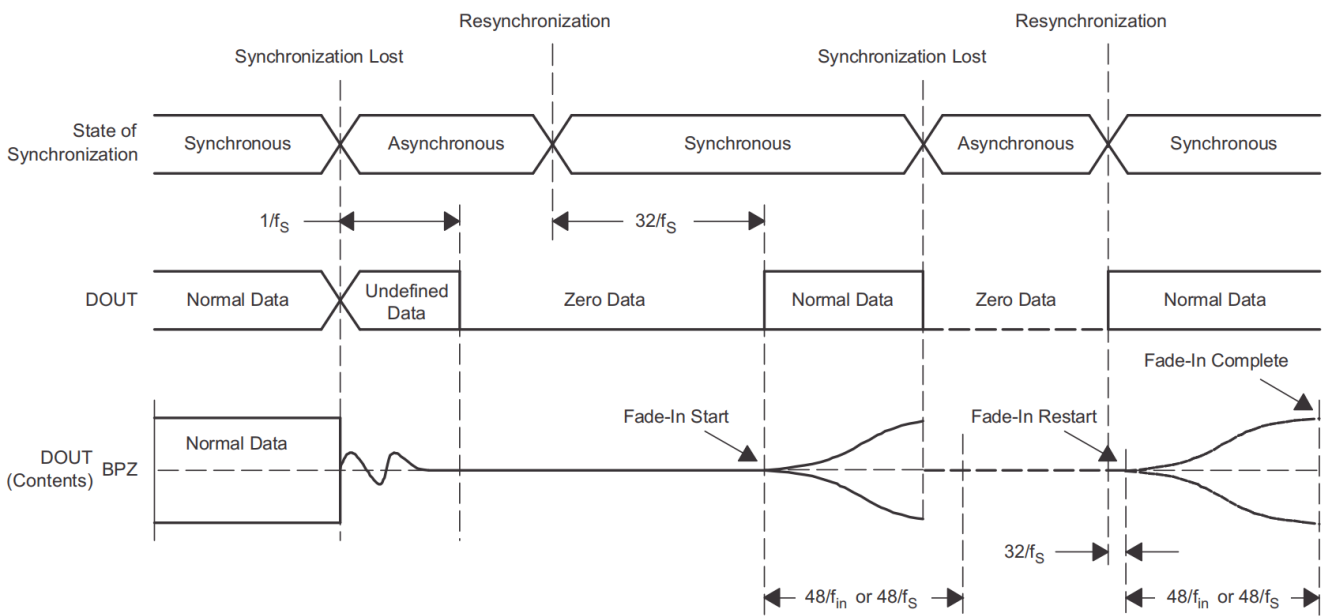 Resynchronization
Resynchronization
Synchronization Lost
Synchronization Lost
State of
Synchronization
Synchronous
Asynchronous
Synchronous
Asynchronous
Synchronous
1/fS
32/fS
DOUT
Normal Data
Undefined
Data
Zero Data
Normal Data
Zero Data
Normal Data
Fade-In Complete
Fade-In Start
Fade-In Restart
Normal Data
DOUT
(Contents)
BPZ
32/fS
48/fin or 48/fS
48/fin or 48/fS